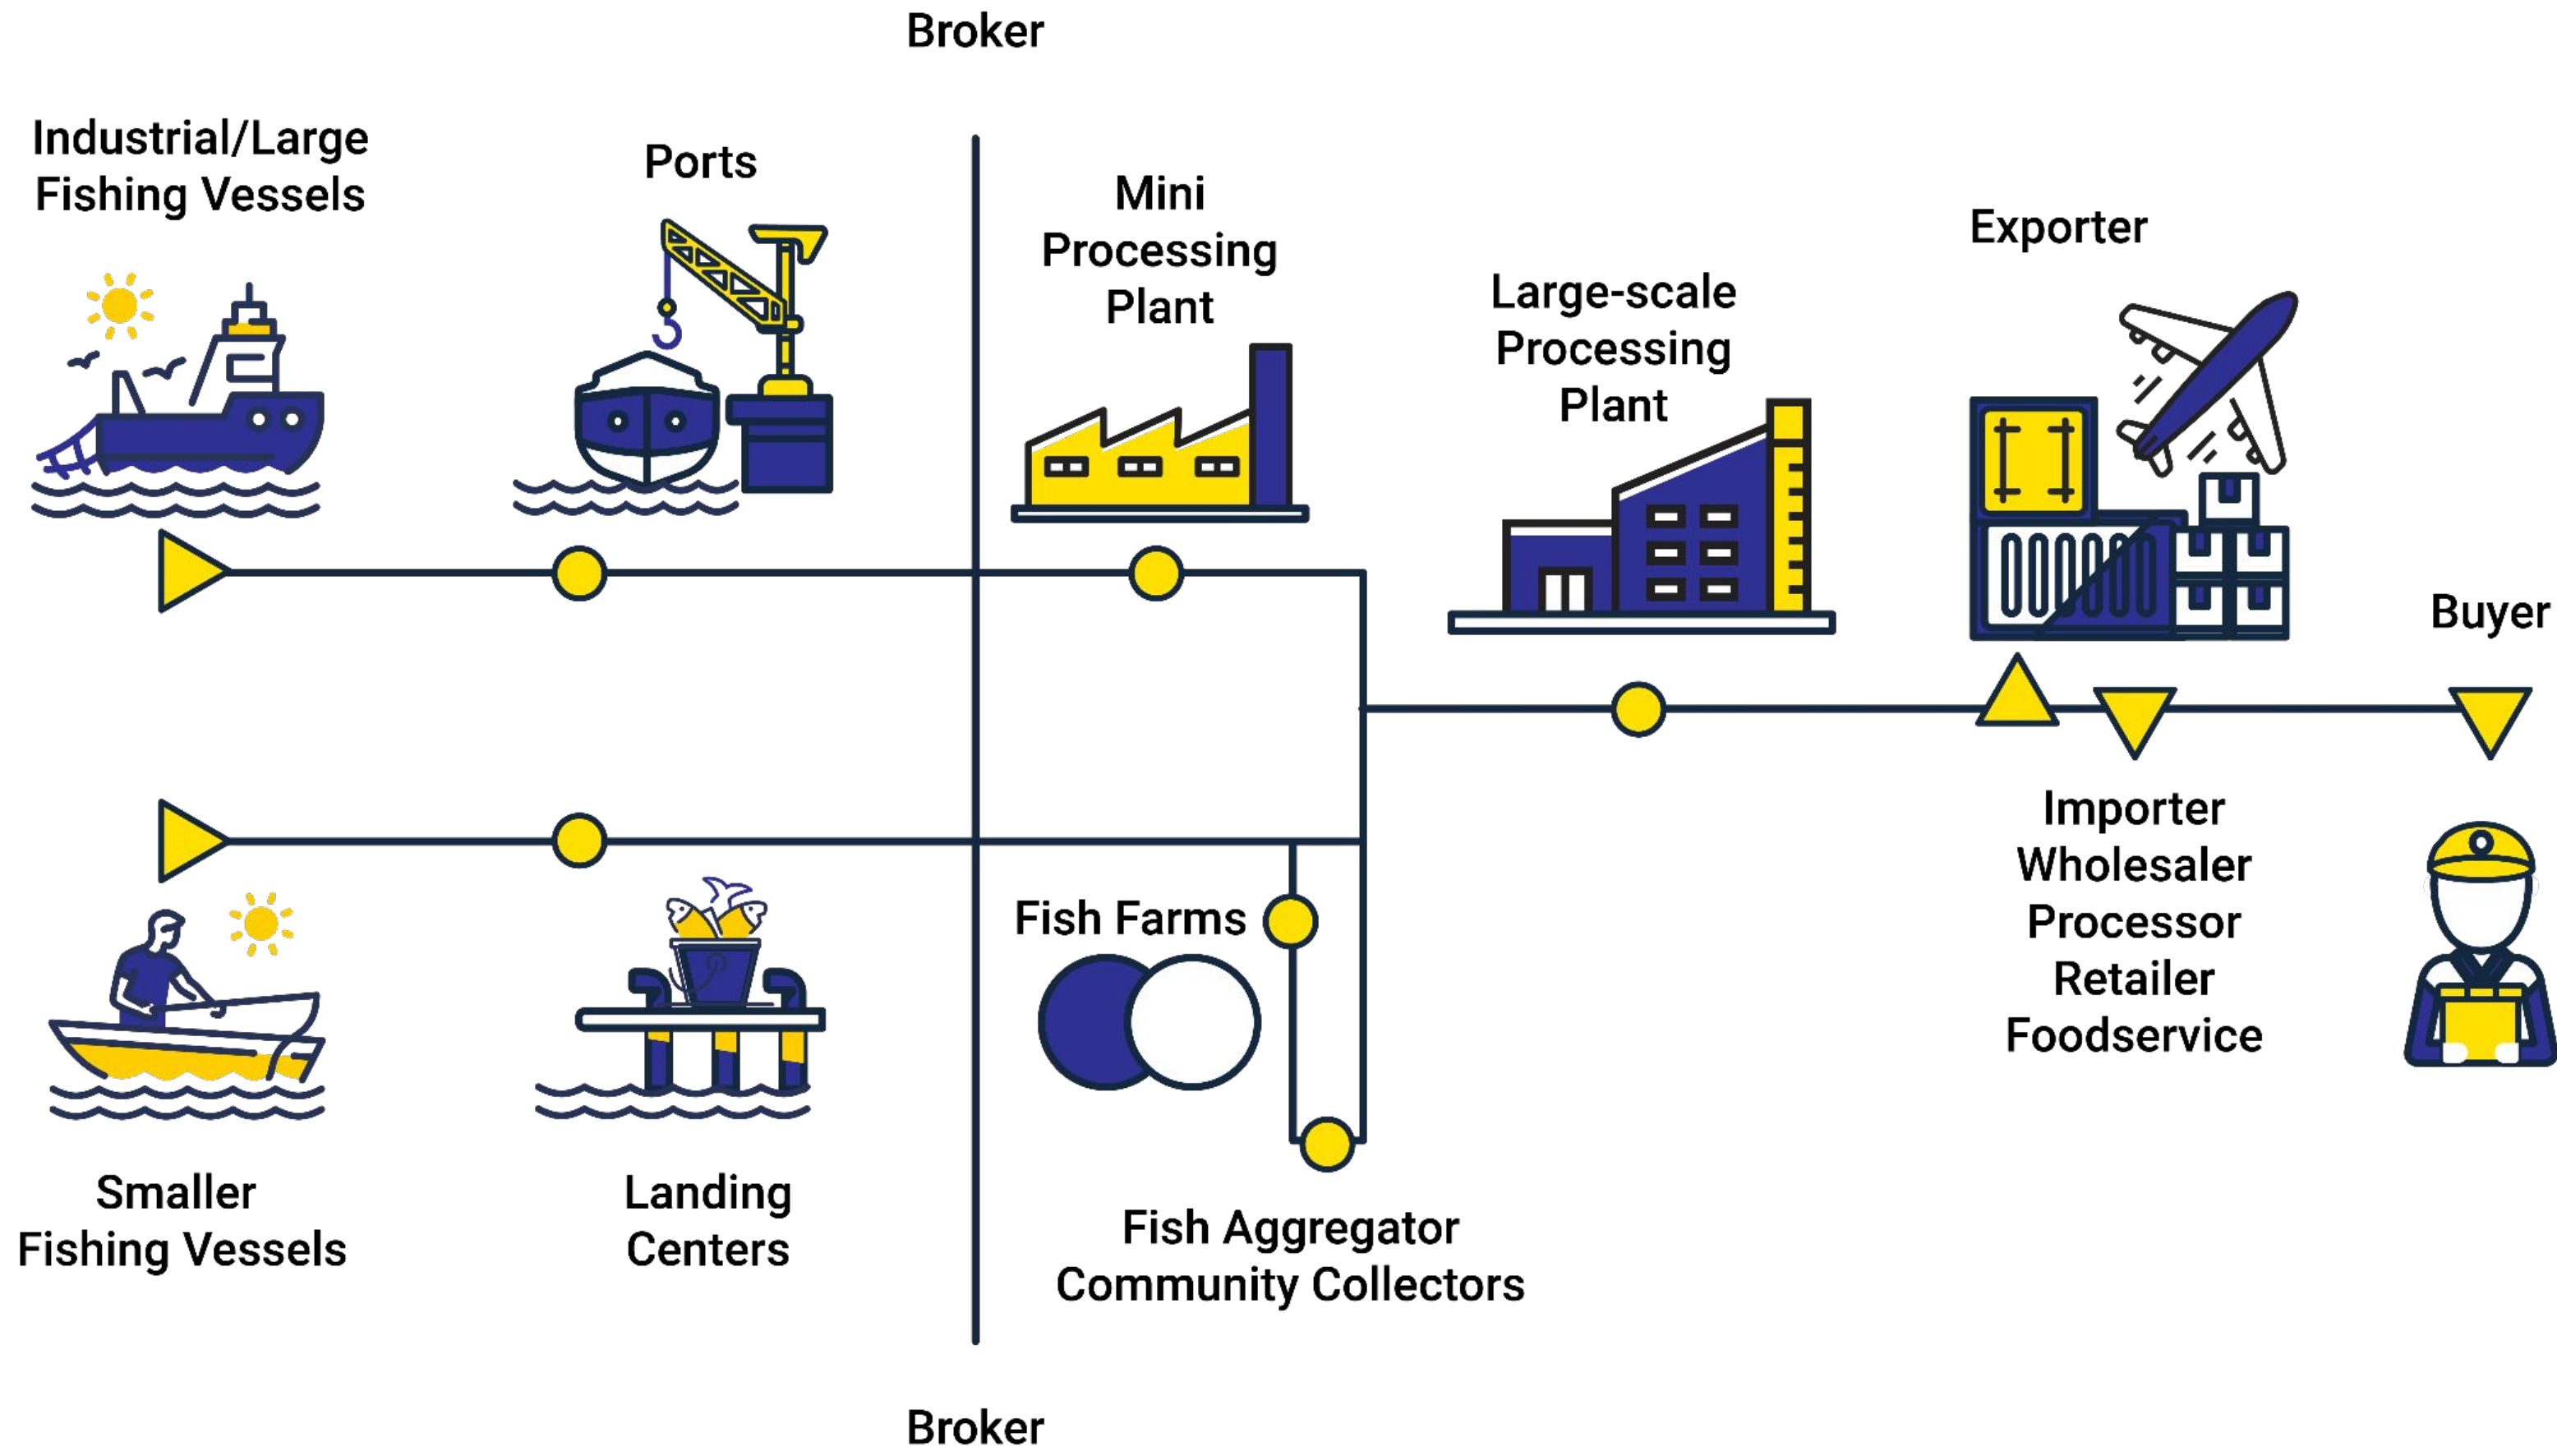 Broker
Industrial/Large
Fishing Vessels
Ports
Mini
Processing
Plant
Large-scale
Processing
Plant
Exporter
Buyer
Fish Farms
Importer
Wholesaler
Processor
Retailer
Foodservice
Smaller
Fishing Vessels
Landing
Centers
Fish Aggregator
Community Collectors
Broker